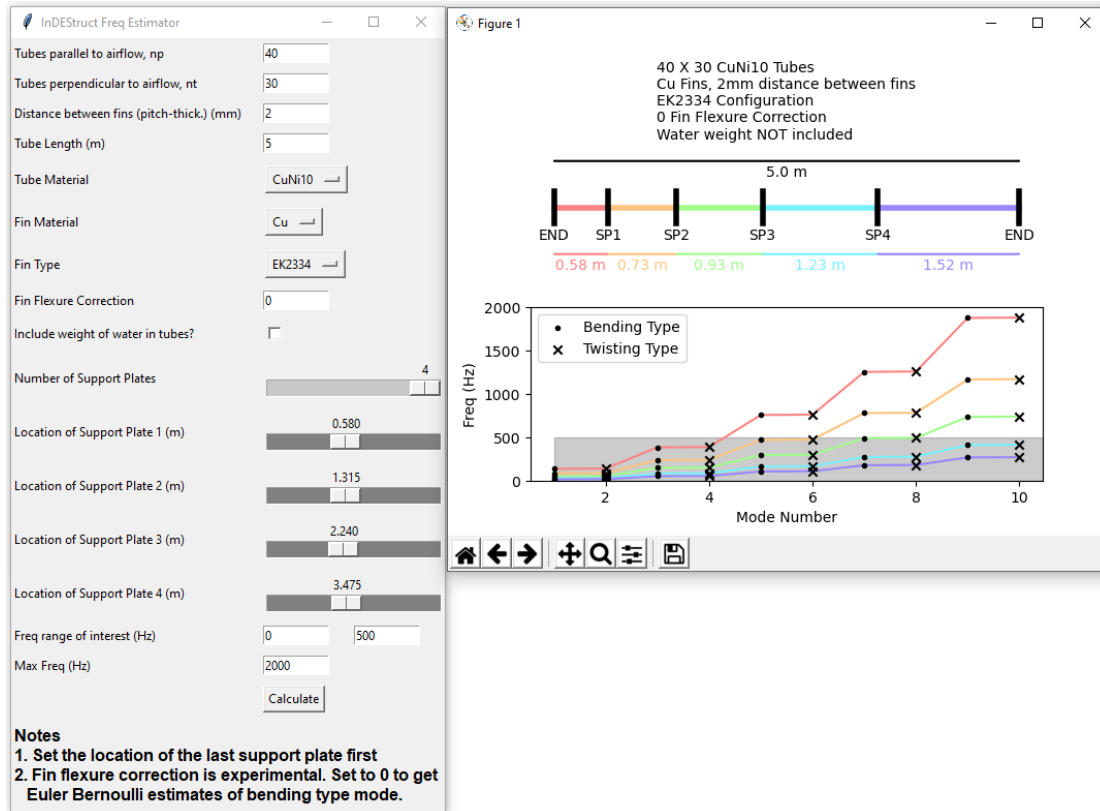 InDEStruct Freq Estimator
Tubes parallel to airflow, np 40
Tubes perpendicular to airflow, nt 30
Distance between fins (pitch-thick.) (mm) 2
Tube Length (m) 5
Tube Material CuNi10
Fin Material Cu
Fin Type EK2334
Fin Flexure Correction 0
Include weight of water in tubes?
Number of Support Plates 4
Location of Support Plate 1 (m) 0.580
Location of Support Plate 2 (m) 1.315
Location of Support Plate 3 (m) 2.240
Location of Support Plate 4 (m) 3.475
Freq range of interest (Hz) 0 500
Max Freq (Hz) 2000
Calculate
Notes
1. Set the location of the last support plate first
2. Fin flexure correction is experimental. Set to 0 to get
Euler Bernoulli estimates of bending type mode.
Figure 1
40 X 30 CuNi10 Tubes
Cu Fins, 2mm distance between fins
EK2334 Configuration
0 Fin Flexure Correction
Water weight NOT included
5.0 m
END SP1 SP2 SP3 SP4 END
0.58 m 0.73 m 0.93 m 1.23 m 1.52 m
Freq (Hz)
2000
1500
1000
500
0
Bending Type
Twisting Type
2 4 6 8 10
Mode Number